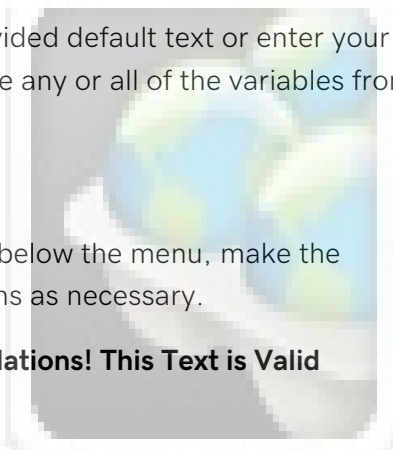 vided default text or enter your
e any or all of the variables fro
below the menu, make the
ns as necessary.
lations! This Text is Valid